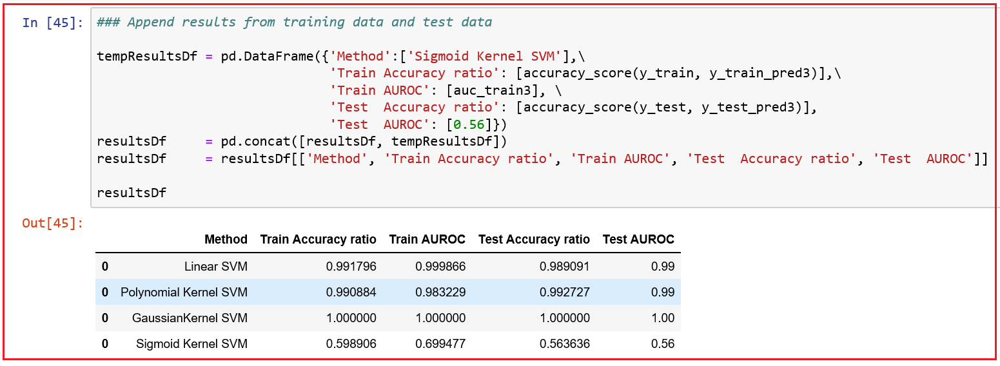 In [45]: ### Append results from training data and test data
tempResultsDf = pd.DataFrame({'Method':['Sigmoid Kernel SVM'],\
'Train Accuracy ratio': [accuracy_score(y_train, y_train_pred3)],\
'Train AUROC': [auc_train3], \
'Test  Accuracy ratio': [accuracy_score(y_test, y_test_pred3)],
'Test  AUROC': [0.56]})
resultsDf     = pd.concat([resultsDf, tempResultsDf])
resultsDf     = resultsDf[['Method', 'Train Accuracy ratio', 'Train AUROC', 'Test  Accuracy ratio', 'Test  AUROC']]
resultsDf
Out[45]:
Method Train Accuracy ratio Train AUROC Test Accuracy ratio Test AUROC
0 Linear SVM 0.991796 0.999866 0.989091 0.99
0 Polynomial Kernel SVM 0.990884 0.983229 0.992727 0.99
0 GaussianKernel SVM 1.000000 1.000000 1.000000 1.00
0 Sigmoid Kernel SVM 0.598906 0.699477 0.563636 0.56